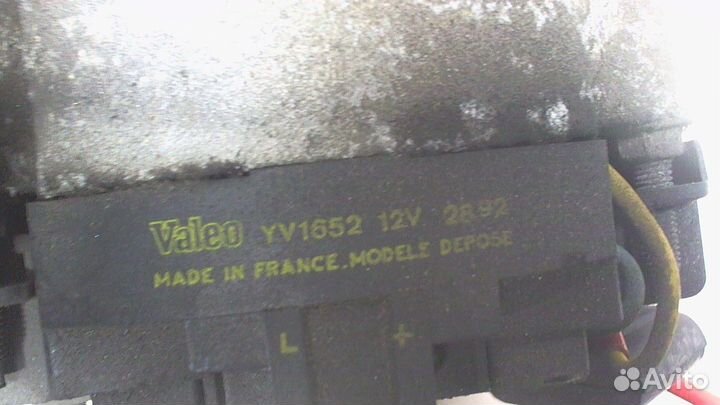 Valeo YV1652 12V 2892
MADE IN FRANCE. MODELE DEPOSE
L +
Avito